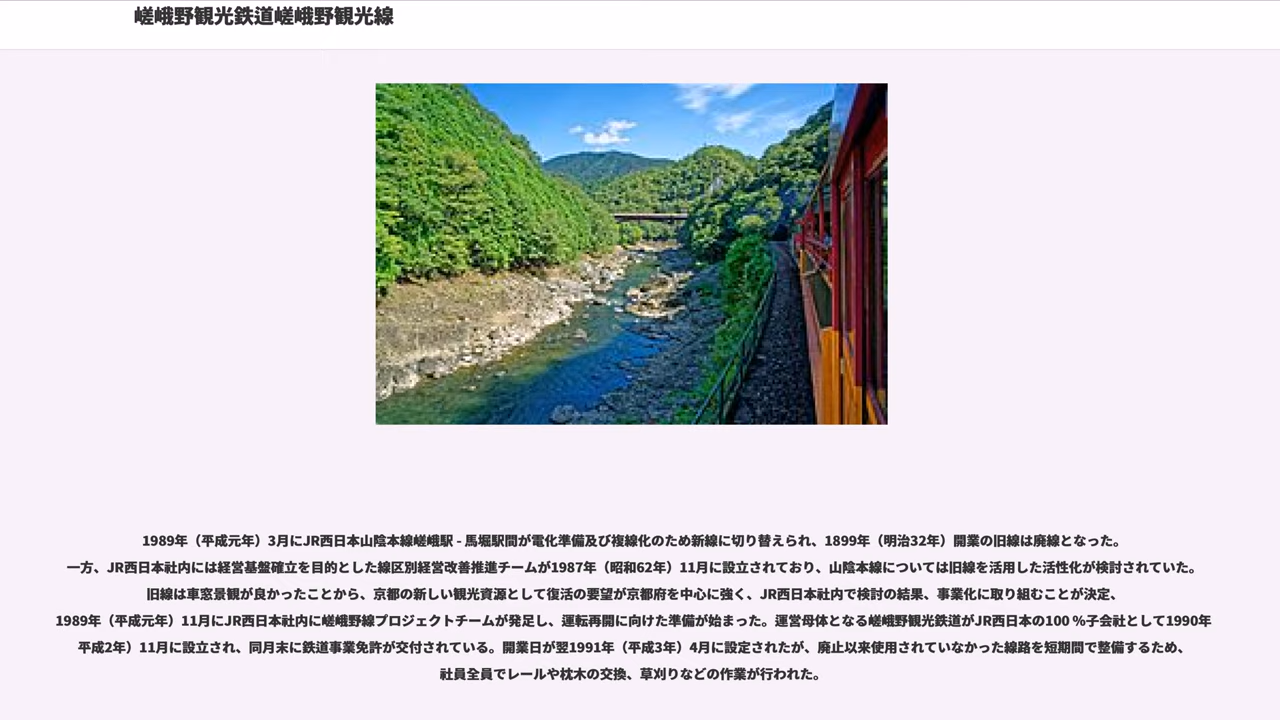 嵯峨野観光鉄道嵯峨野観光線
1989年（平成元年）3月にJR西日本山陰本線嵯峨駅 - 馬堀駅間が電化準備及び複線化のため新線に切り替えられ、1899年（明治32年）開業の旧線は廃線となった。
一方、JR西日本社内には経営基盤確立を目的とした線区別経営改善推進チームが1987年（昭和62年）11月に設立されており、山陰本線については旧線を活用した活性化が検討されていた。
旧線は車窓景観が良かったことから、京都の新しい観光資源として復活の要望が京都府を中心に強く、JR西日本社内で検討の結果、事業化に取り組むことが決定、
1989年（平成元年）11月にJR西日本社内に嵯峨野線プロジェクトチームが発足し、運転再開に向けた準備が始まった。運営母体となる嵯峨野観光鉄道がJR西日本の100 %子会社として1990年
平成2年）11月に設立され、同月末に鉄道事業免許が交付されている。開業日が翌1991年（平成3年）4月に設定されたが、廃止以来使用されていなかった線路を短期間で整備するため、
社員全員でレールや枕木の交換、草刈りなどの作業が行われた。